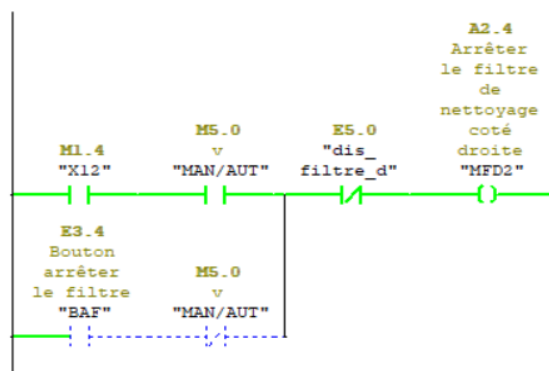 A2.4
Arrêter
le filtre
de
nettoyage
coté
droite
"MFD2"
M1.4
"X12"
M5.0
v
"MAN/AUT"
E5.0
"dis_
filtre_d"
E3.4
Bouton
arrêter
le filtre
"BAF"
M5.0
v
"MAN/AUT"